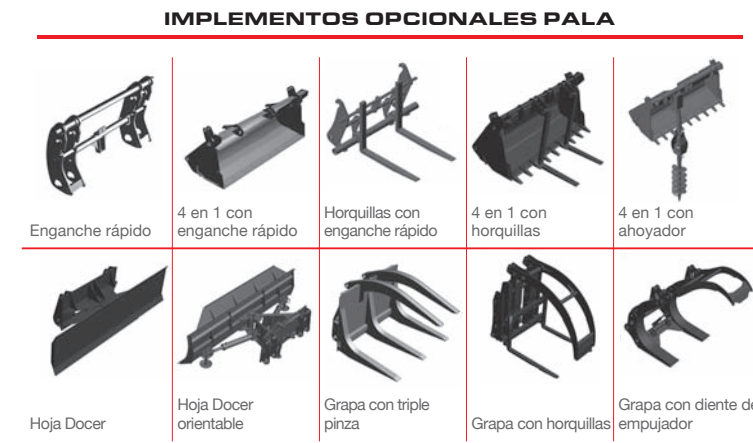 IMPLEMENTOS OPCIONALES PALA
Enganche rápido
4 en 1 con
enganche rápido
Horquillas con
enganche rápido
4 en 1 con
horquillas
4 en 1 con
ahoyador
Hoja Docer
Hoja Docer
orientable
Grapa con triple
pinza
Grapa con horquillas
Grapa con diente de
empujador